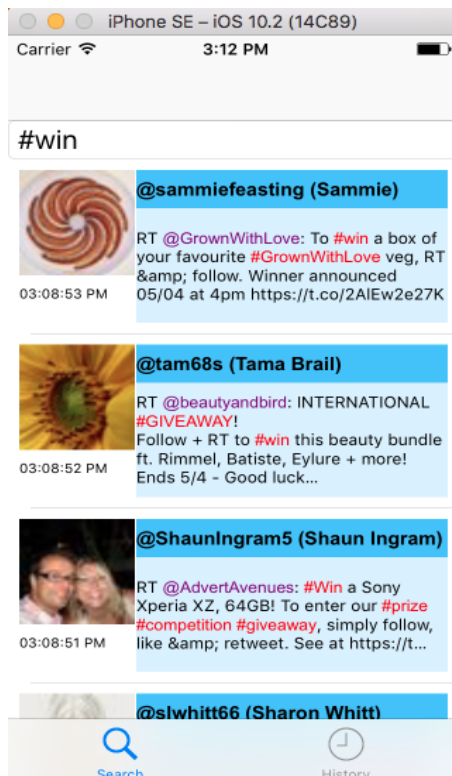 iPhone SE – iOS 10.2 (14C89)
Carrier 3:12 PM
#win
@sammiefeasting (Sammie)
RT @GrownWithLove: To #win a box of
your favourite #GrownWithLove veg, RT
&amp; follow. Winner announced
05/04 at 4pm https://t.co/2AlEw2e27K
03:08:53 PM
@tam68s (Tama Brail)
RT @beautyandbird: INTERNATIONAL
#GIVEAWAY!
Follow + RT to #win this beauty bundle
ft. Rimmel, Batiste, Eylure + more!
Ends 5/4 - Good luck...
03:08:52 PM
@ShaunIngram5 (Shaun Ingram)
RT @AdvertAvenues: #Win a Sony
Xperia XZ, 64GB! To enter our #prize
#competition #giveaway, simply follow,
like &amp; retweet. See at https://t...
03:08:51 PM
@slwhitt66 (Sharon Whitt)
Search History